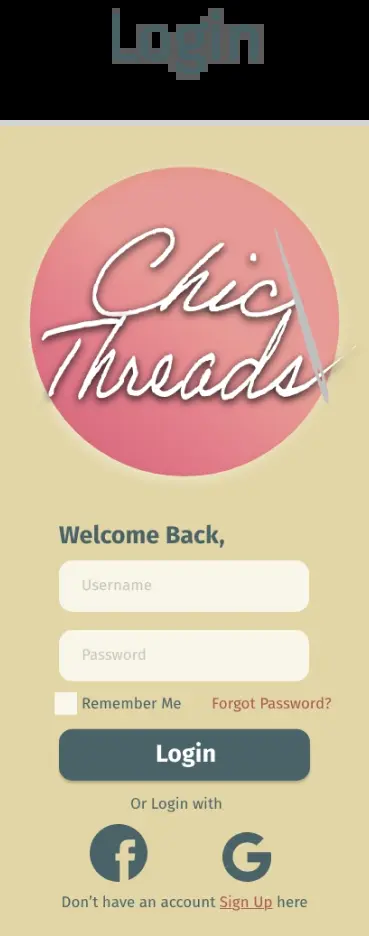 Login
Chic
Threads
Welcome Back,
Username
Password
Remember Me Forgot Password?
Login
Or Login with
Don't have an account Sign Up here